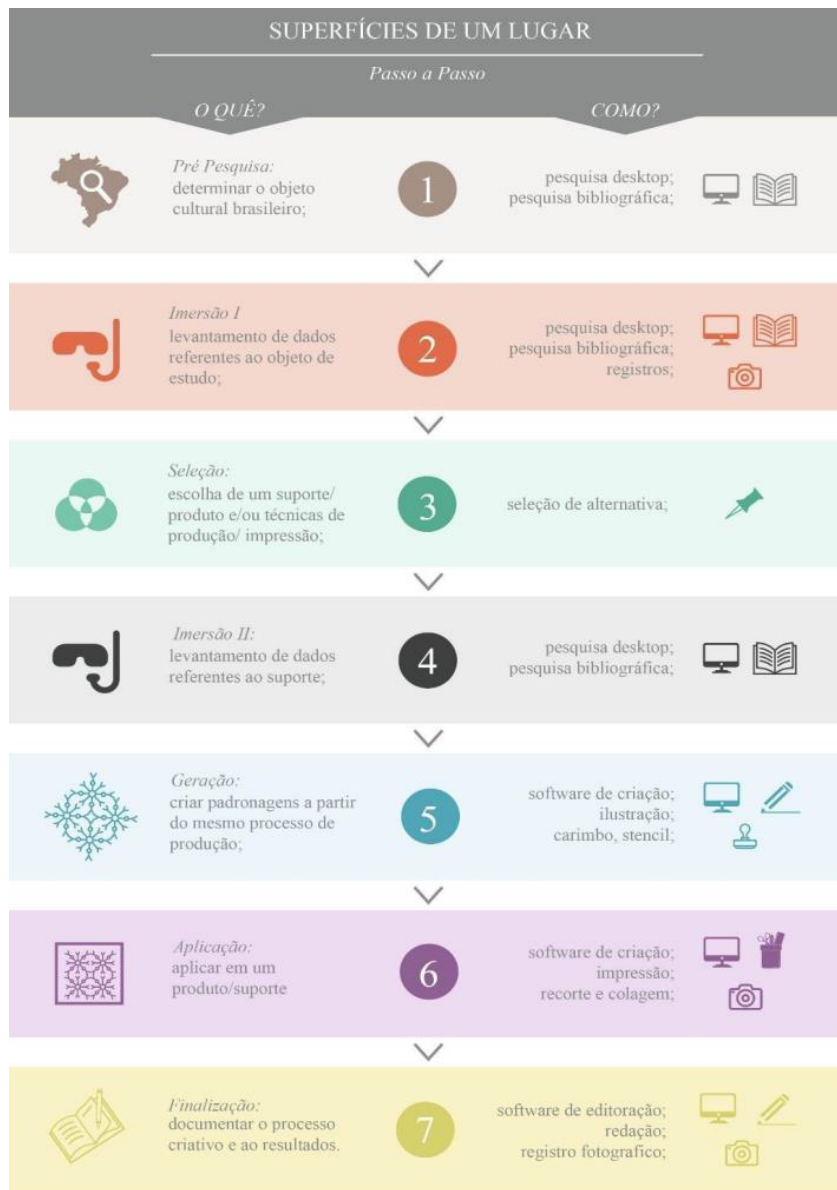 SUPERFÍCIES DE UM LUGAR
Passo a Passo
O QUÊ?
COMO?
Pré Pesquisa:
determinar o objeto
cultural brasileiro;
1
pesquisa desktop;
pesquisa bibliográfica;
Imersão I
levantamento de dados
referentes ao objeto de
estudo;
2
pesquisa desktop;
pesquisa bibliográfica;
registros;
Seleção:
escolha de um suporte/
produto e/ou técnicas de
produção/ impressão;
3
seleção de alternativa;
Imersão II:
levantamento de dados
referentes ao suporte;
4
pesquisa desktop;
pesquisa bibliográfica;
Geração:
criar padronagens a partir
do mesmo processo de
produção;
5
software de criação;
ilustração;
carimbo, stencil;
Aplicação:
aplicar em um
produto/suporte
6
software de criação;
impressão;
recorte e colagem;
Finalização:
documentar o processo
criativo e ao resultados.
7
software de editoração;
redação;
registro fotografico;